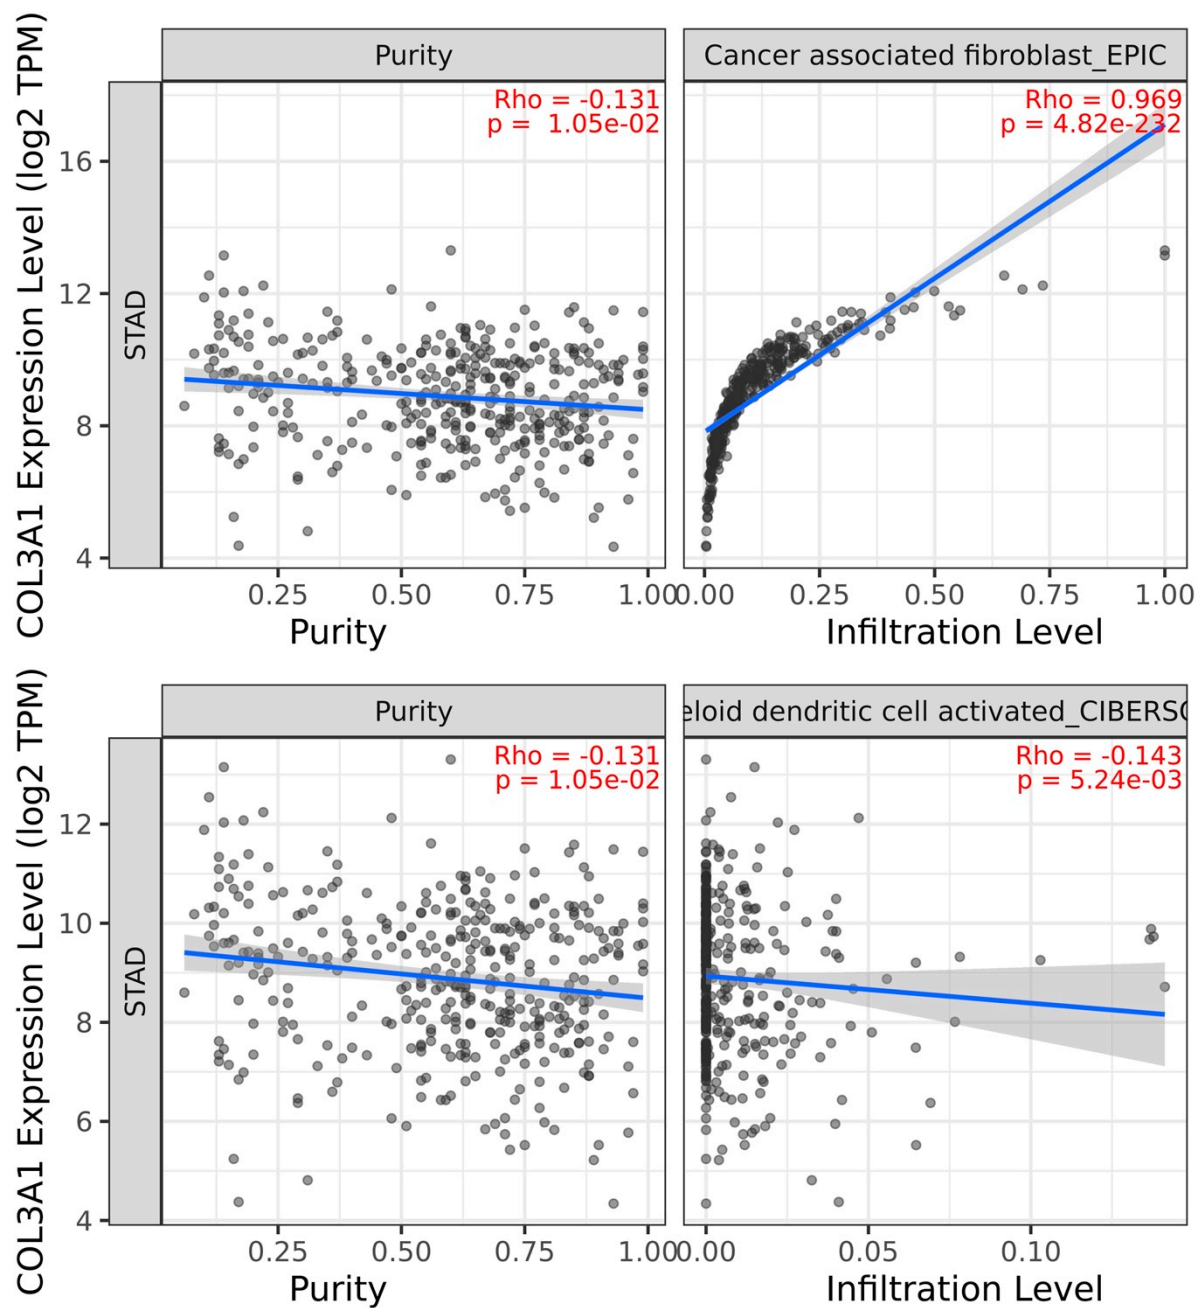 Purity
Cancer associated fibroblast_EPIC
COL3A1 Expression Level (log2 TPM)
STAD
Rho = -0.131
p =  1.05e-02
Rho = 0.969
p = 4.82e-232
16
12
8
4
0.25
0.50
0.75
1.00
0.00
0.25
0.50
0.75
1.00
Purity
Infiltration Level
Purity
eloid dendritic cell activated_CIBERSO
COL3A1 Expression Level (log2 TPM)
STAD
Rho = -0.131
p = 1.05e-02
Rho = -0.143
p = 5.24e-03
12
10
8
6
4
0.25
0.50
0.75
1.00
0.00
0.05
0.10
Purity
Infiltration Level